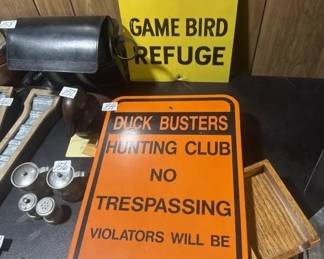 GAME BIRD
REFUGE
DUCK BUSTERS
HUNTING CLUB
NO
TRESPASSING
VIOLATORS WILL BE